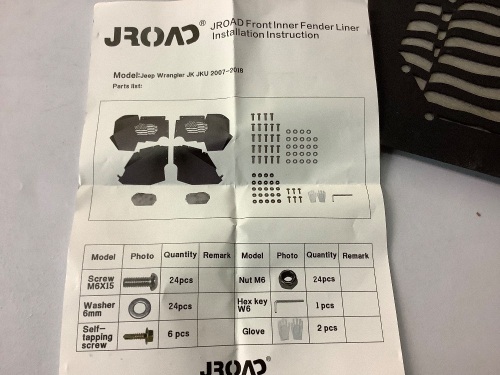 JROAD®
JROAD Front Inner Fender Liner
Installation Instruction
Model:Jeep Wrangler JK JKU 2007-2018
Parts list:
Model Photo Quantity Remark Model Photo Quantity Remark
Screw M6X15 24pcs Nut M6 24pcs
Washer 6mm 24pcs Hex key W6 1 pcs
Self-tapping screw 6 pcs Glove 2 pcs
JROAD®